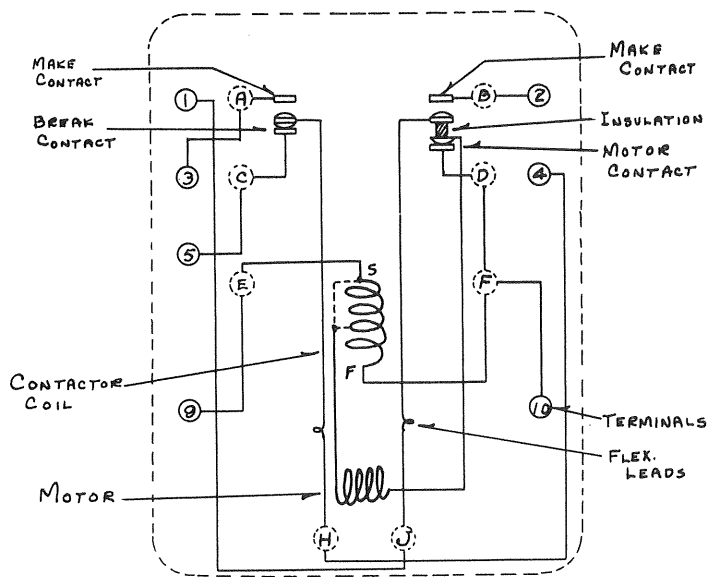 MAKE
CONTACT
MAKE
CONTACT
1
A
B
2
BREAK
CONTACT
INSULATION
MOTOR
CONTACT
3
C
D
4
5
E
S
F
F
CONTACTOR
COIL
9
10
TERMINALS
FLEX.
LEADS
MOTOR
H
J